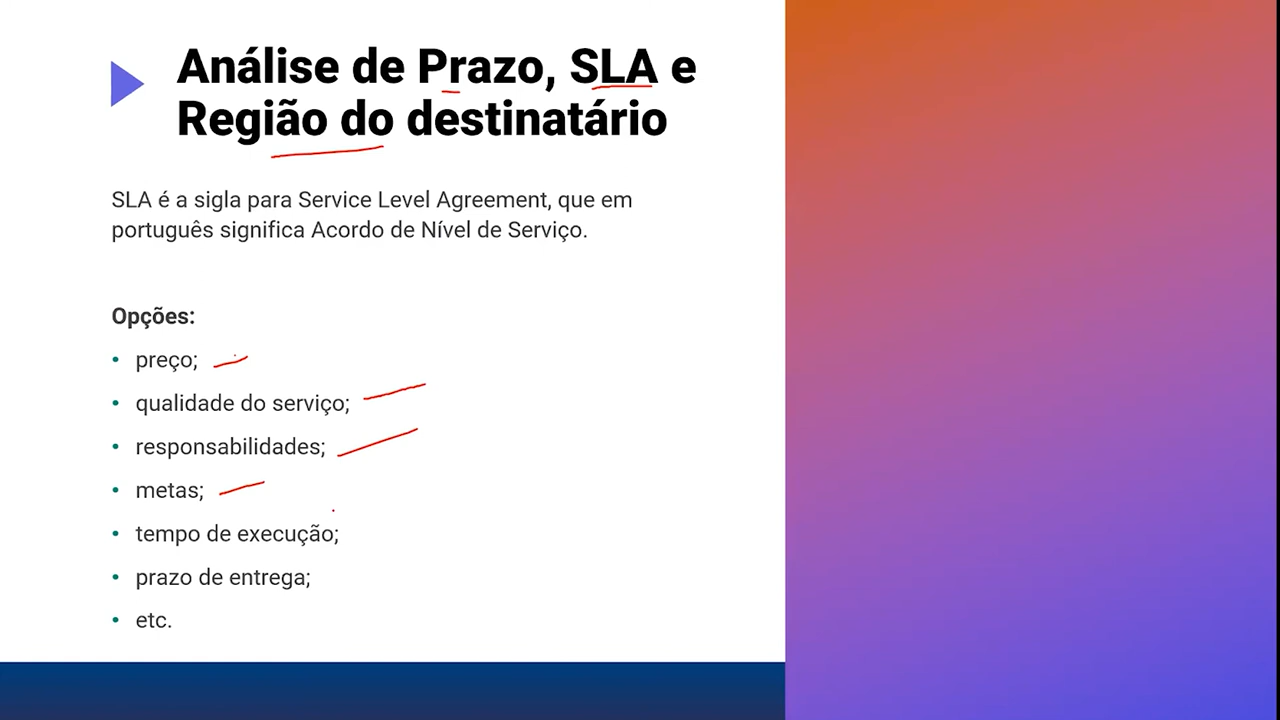 Análise de Prazo, SLA e
Região do destinatário
SLA é a sigla para Service Level Agreement, que em
português significa Acordo de Nível de Serviço.
Opções:
• preço;
• qualidade do serviço;
• responsabilidades;
• metas;
• tempo de execução;
• prazo de entrega;
• etc.